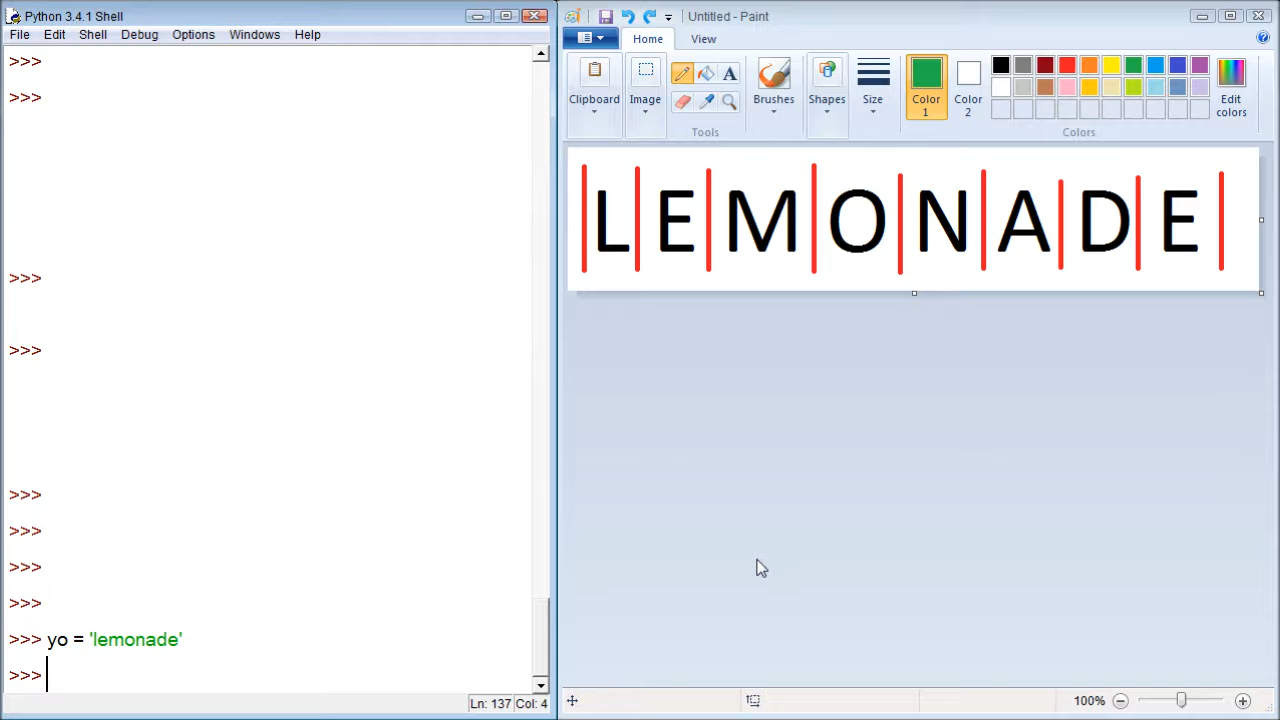 Python 3.4.1 Shell
File Edit Shell Debug Options Windows Help
>>>
>>>
>>>
>>>
>>>
>>>
>>>
>>>
>>> yo = 'lemonade'
>>>
Ln: 137 Col: 4
Untitled - Paint
Home View
Clipboard
Image
A
Tools
Brushes
Shapes
Size
Color 1
Color 2
Edit colors
Colors
LEMONADE
100%